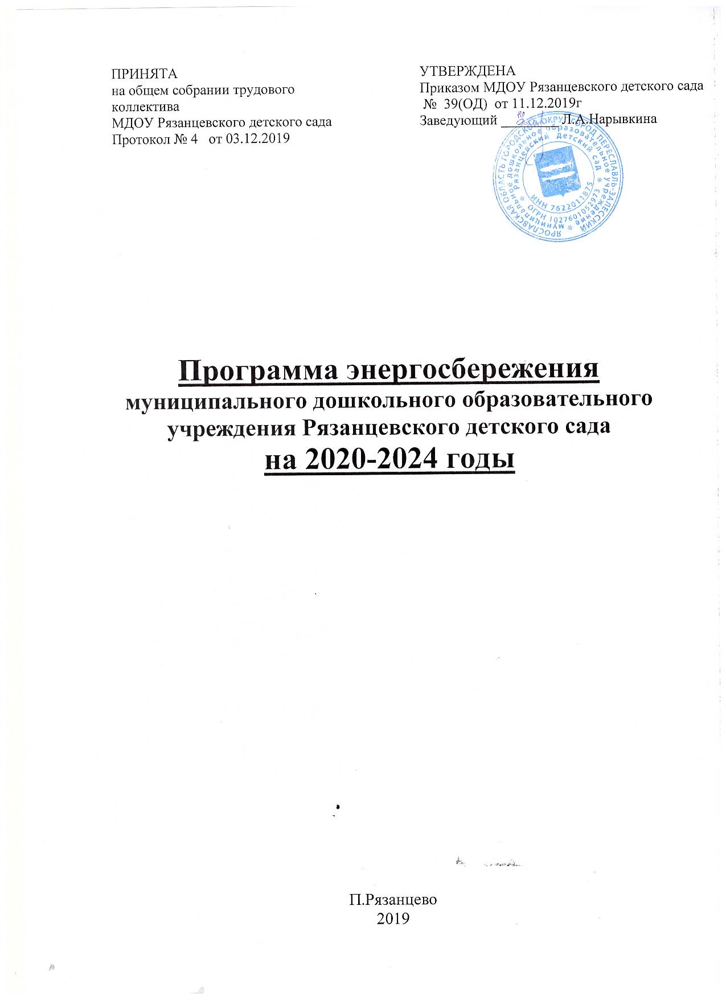 ПРИНЯТА
на общем собрании трудового
коллектива
МДОУ Рязанцевского детского сада
Протокол № 4 от 03.12.2019
УТВЕРЖДЕНА
Приказом МДОУ Рязанцевского детского сада
№ 39(ОД) от 11.12.2019г
Заведующий ________ Л.А.Нарывкина
ЯРОСЛАВСКАЯ ОБЛАСТЬ ГОРОДСКОЙ ОКРУГ ГОРОД ПЕРЕСЛАВЛЬ-ЗАЛЕССКИЙ
* муниципальное дошкольное образовательное учреждение
* Рязанцевский детский сад *
ОГРН 1027601052973
ИНН 7622011875
Программа энергосбережения
муниципального дошкольного образовательного
учреждения Рязанцевского детского сада
на 2020-2024 годы
П.Рязанцево
2019